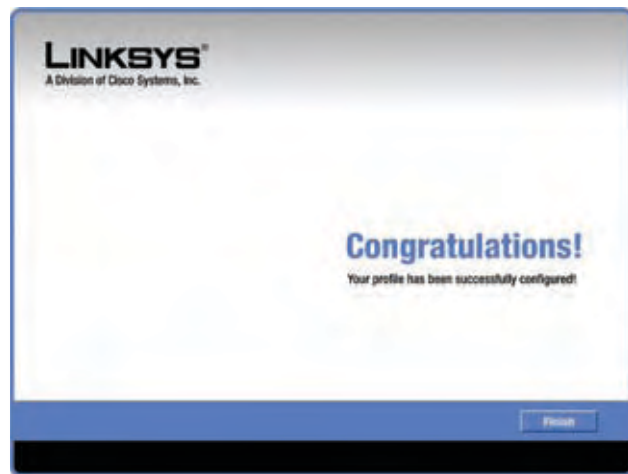 LINKSYS®
A Division of Cisco Systems, Inc.
Congratulations!
Your profile has been successfully configured!
Finish